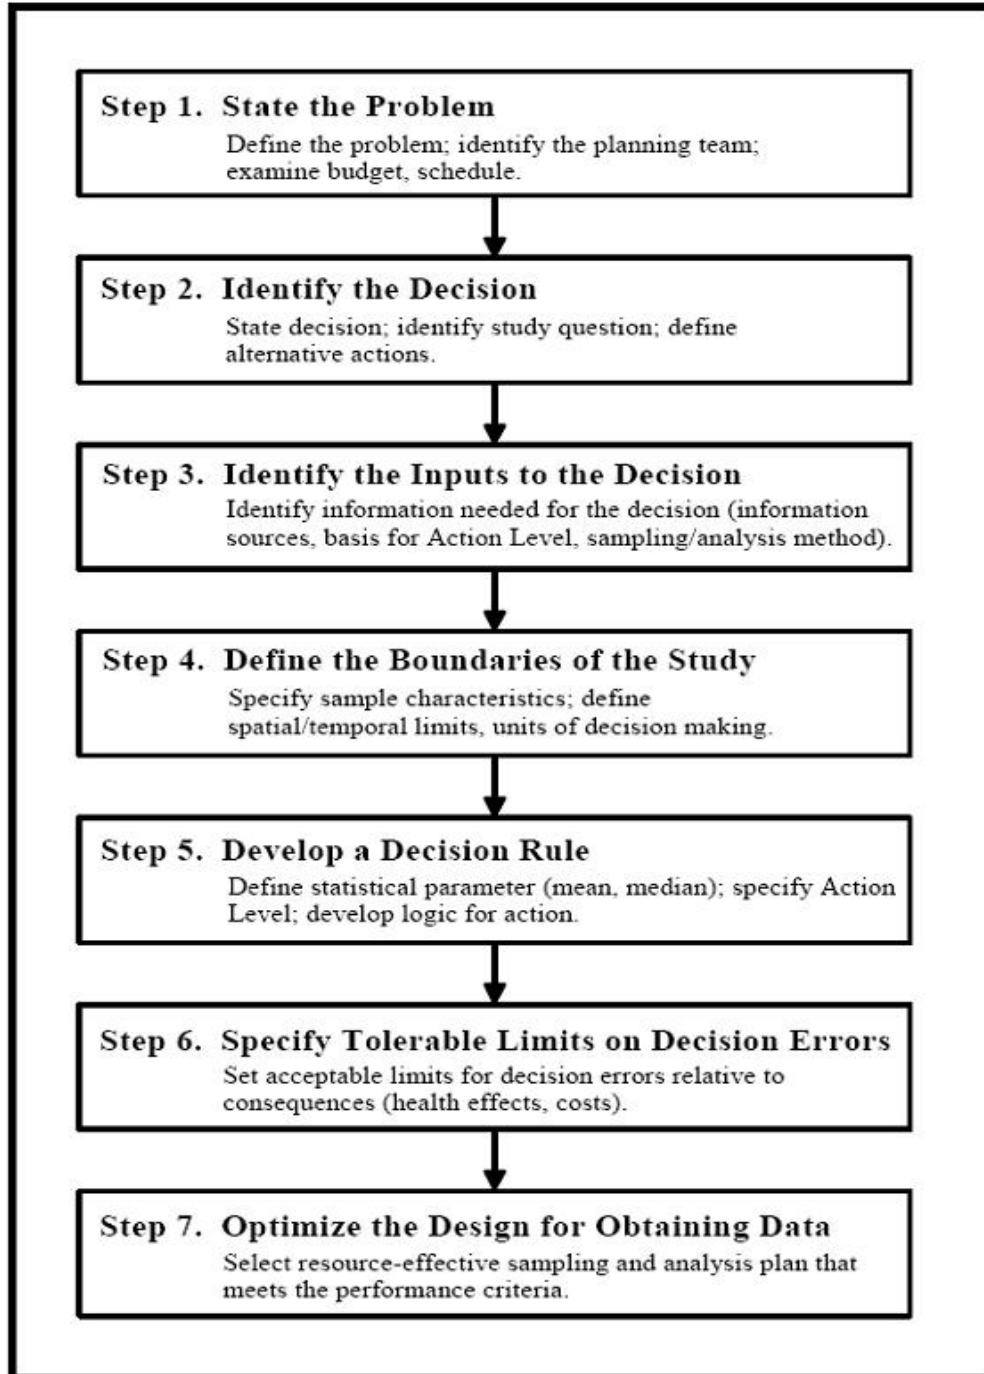 Step 1. State the Problem
Define the problem; identify the planning team;
examine budget, schedule.
Step 2. Identify the Decision
State decision; identify study question; define
alternative actions.
Step 3. Identify the Inputs to the Decision
Identify information needed for the decision (information
sources, basis for Action Level, sampling/analysis method).
Step 4. Define the Boundaries of the Study
Specify sample characteristics; define
spatial/temporal limits, units of decision making.
Step 5. Develop a Decision Rule
Define statistical parameter (mean, median); specify Action
Level; develop logic for action.
Step 6. Specify Tolerable Limits on Decision Errors
Set acceptable limits for decision errors relative to
consequences (health effects, costs).
Step 7. Optimize the Design for Obtaining Data
Select resource-effective sampling and analysis plan that
meets the performance criteria.